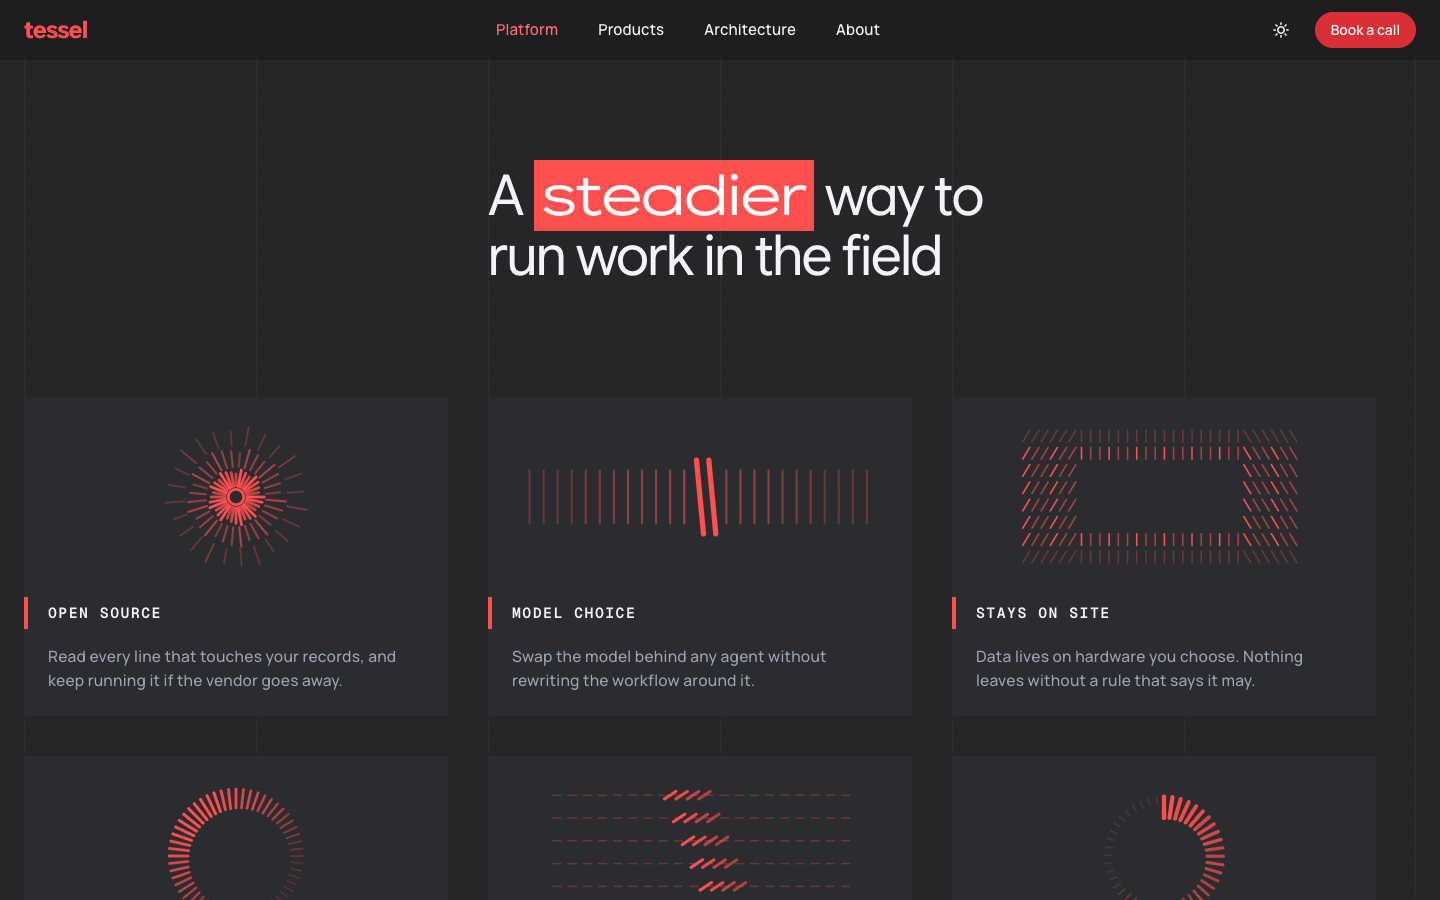 tessel
Platform
Products
Architecture
About
Book a call
A steadier way to
run work in the field
OPEN SOURCE
Read every line that touches your records, and
keep running it if the vendor goes away.
MODEL CHOICE
Swap the model behind any agent without
rewriting the workflow around it.
STAYS ON SITE
Data lives on hardware you choose. Nothing
leaves without a rule that says it may.